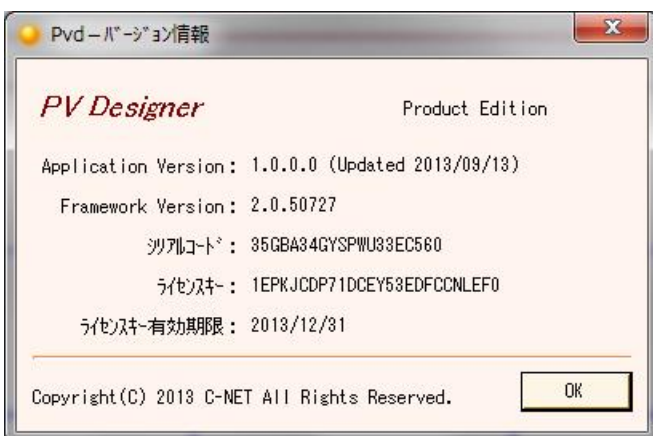 Pvd－ﾊﾞｰｼﾞｮﾝ情報
PV Designer Product Edition
Application Version: 1.0.0.0 (Updated 2013/09/13)
Framework Version: 2.0.50727
ｼﾘｱﾙｺｰﾄﾞ: 35GBA34GYSPWU33EC560
ﾗｲｾﾝｽｷｰ: 1EPKJCDP71DCEY53EDFCCNLEF0
ﾗｲｾﾝｽｷｰ有効期限: 2013/12/31
Copyright(C) 2013 C-NET All Rights Reserved.
OK